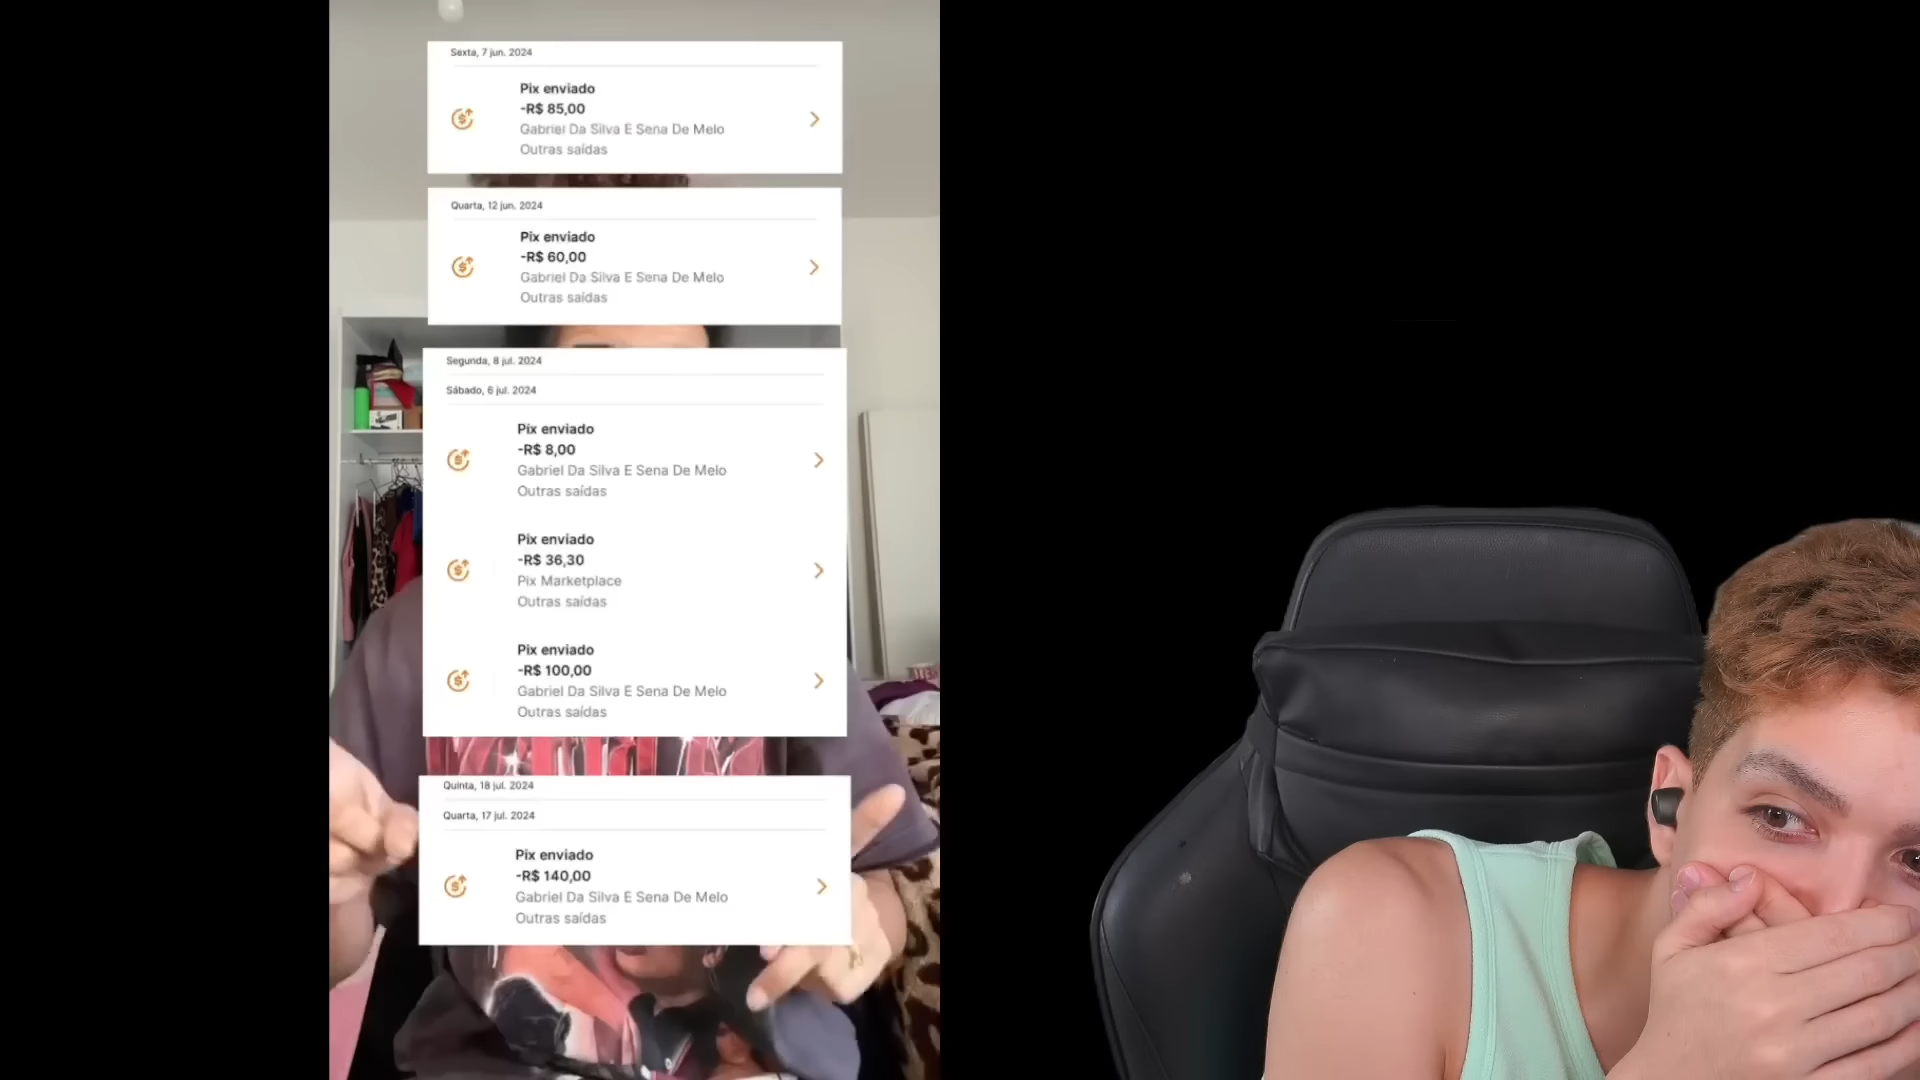 Sexta, 7 jun. 2024
Pix enviado
-R$ 85,00
Gabriel Da Silva E Sena De Melo
Outras saídas
Quarta, 12 jun. 2024
Pix enviado
-R$ 60,00
Gabriel Da Silva E Sena De Melo
Outras saídas
Segunda, 8 jul. 2024
Sábado, 6 jul. 2024
Pix enviado
-R$ 8,00
Gabriel Da Silva E Sena De Melo
Outras saídas
Pix enviado
-R$ 36,30
Pix Marketplace
Outras saídas
Pix enviado
-R$ 100,00
Gabriel Da Silva E Sena De Melo
Outras saídas
Quinta, 18 jul. 2024
Quarta, 17 jul. 2024
Pix enviado
-R$ 140,00
Gabriel Da Silva E Sena De Melo
Outras saídas